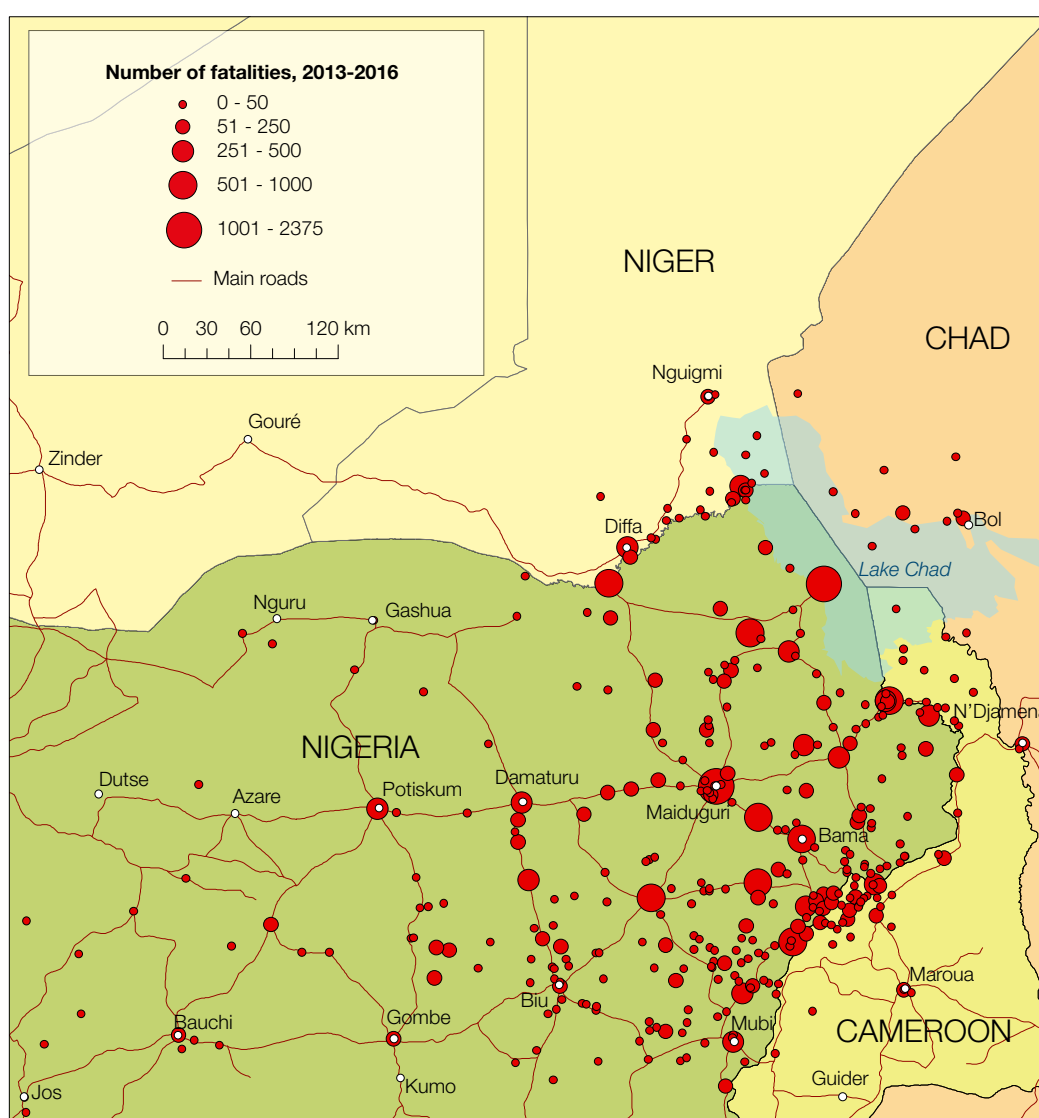 Number of fatalities, 2013-2016
0 - 50
51 - 250
251 - 500
501 - 1000
1001 - 2375
Main roads
0 30 60 120 km
NIGER
CHAD
Nguigmi
Gouré
Zinder
Diffa
Bol
Lake Chad
Nguru
Gashua
N'Djamena
NIGERIA
Dutse
Azare
Potiskum
Damaturu
Maiduguri
Bama
Maroua
Biu
Bauchi
Gombe
Mubi
CAMEROON
Kumo
Guider
Jos